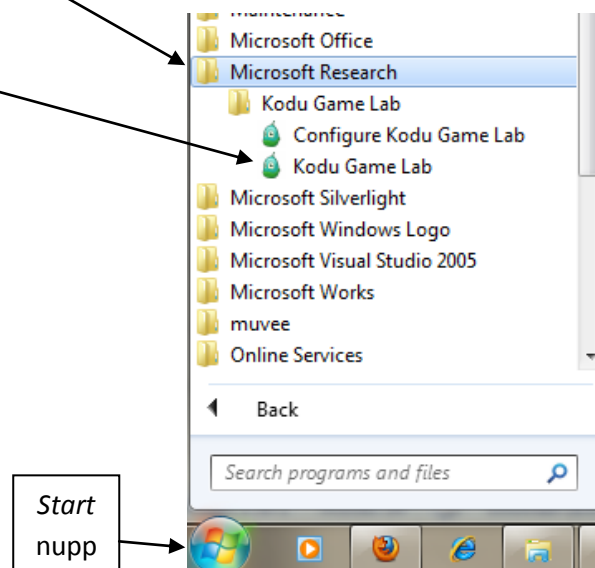 Maintenance
Microsoft Office
Microsoft Research
Kodu Game Lab
Configure Kodu Game Lab
Kodu Game Lab
Microsoft Silverlight
Microsoft Windows Logo
Microsoft Visual Studio 2005
Microsoft Works
muvee
Online Services
Back
Search programs and files
Start
nupp